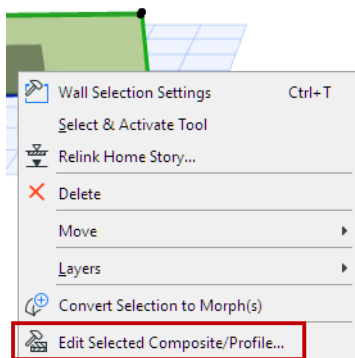 Wall Selection Settings Ctrl+T
Select & Activate Tool
Relink Home Story...
Delete
Move
Layers
Convert Selection to Morph(s)
Edit Selected Composite/Profile...